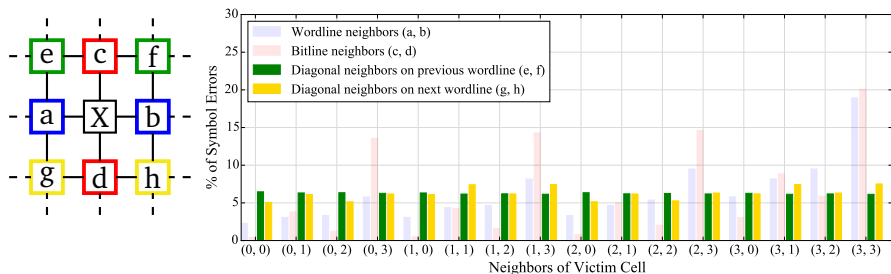 e c f
a X b
g d h
% of Symbol Errors
30
25
20
15
10
5
0
Wordline neighbors (a, b)
Bitline neighbors (c, d)
Diagonal neighbors on previous wordline (e, f)
Diagonal neighbors on next wordline (g, h)
(0, 0) (0, 1) (0, 2) (0, 3) (1, 0) (1, 1) (1, 2) (1, 3) (2, 0) (2, 1) (2, 2) (2, 3) (3, 0) (3, 1) (3, 2) (3, 3)
Neighbors of Victim Cell